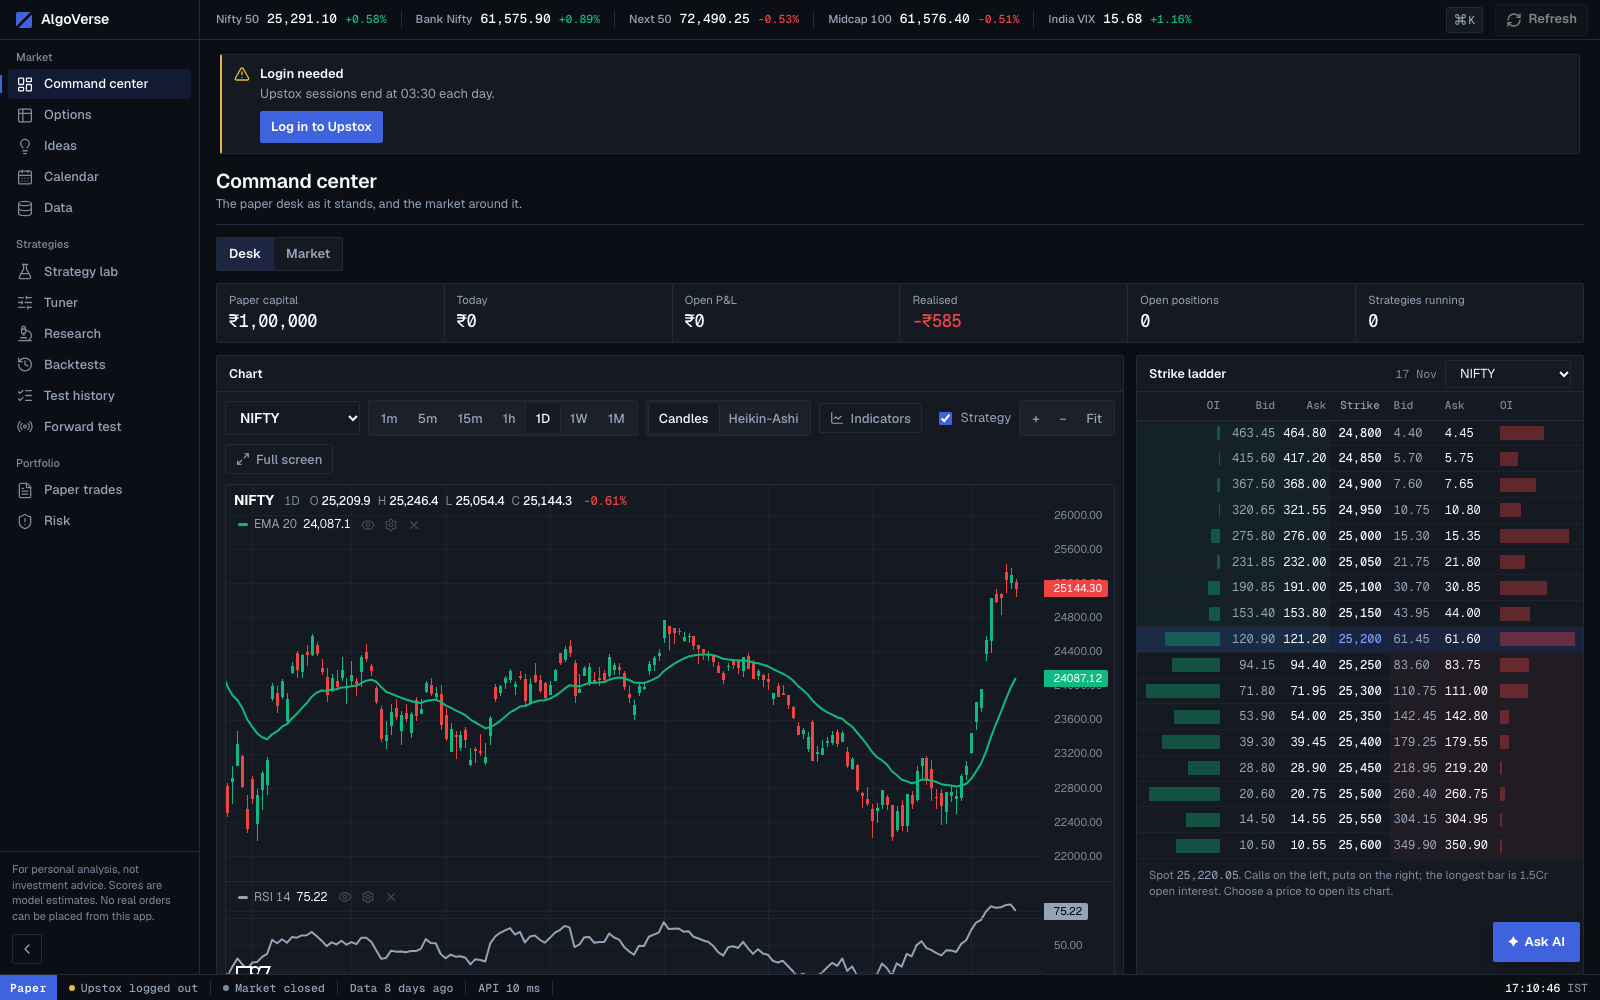 AlgoVerse
Nifty 50 25,291.10 +0.58% Bank Nifty 61,575.90 +0.89% Next 50 72,490.25 -0.53% Midcap 100 61,576.40 -0.51% India VIX 15.68 +1.16% ⌘K Refresh
Market
Command center
Options
Ideas
Calendar
Data
Strategies
Strategy lab
Tuner
Research
Backtests
Test history
Forward test
Portfolio
Paper trades
Risk
For personal analysis, not
investment advice. Scores are
model estimates. No real orders
can be placed from this app.
Login needed
Upstox sessions end at 03:30 each day.
Log in to Upstox
Command center
The paper desk as it stands, and the market around it.
Desk Market
Paper capital Today Open P&L Realised Open positions Strategies running
₹1,00,000 ₹0 ₹0 -₹585 0 0
Chart
NIFTY 1m 5m 15m 1h 1D 1W 1M Candles Heikin-Ashi Indicators Strategy + − Fit
Full screen
NIFTY 1D O 25,209.9 H 25,246.4 L 25,054.4 C 25,144.3 -0.61%
EMA 20 24,087.1
26000.00
25600.00
25144.30
24800.00
24400.00
24087.12
23600.00
23200.00
22800.00
22400.00
22000.00
RSI 14 75.22
75.22
50.00
Strike ladder 17 Nov NIFTY
OI Bid Ask Strike Bid Ask OI
463.45 464.80 24,800 4.40 4.45
415.60 417.20 24,850 5.70 5.75
367.50 368.00 24,900 7.60 7.65
320.65 321.55 24,950 10.75 10.80
275.80 276.00 25,000 15.30 15.35
231.85 232.00 25,050 21.75 21.80
190.85 191.00 25,100 30.70 30.85
153.40 153.80 25,150 43.95 44.00
120.90 121.20 25,200 61.45 61.60
94.15 94.40 25,250 83.60 83.75
71.80 71.95 25,300 110.75 111.00
53.90 54.00 25,350 142.45 142.80
39.30 39.45 25,400 179.25 179.55
28.80 28.90 25,450 218.95 219.20
20.60 20.75 25,500 260.40 260.75
14.50 14.55 25,550 304.15 304.95
10.50 10.55 25,600 349.90 350.90
Spot 25,220.05. Calls on the left, puts on the right; the longest bar is 1.5Cr
open interest. Choose a price to open its chart.
Ask AI
Paper Upstox logged out Market closed Data 8 days ago API 10 ms 17:10:46 IST